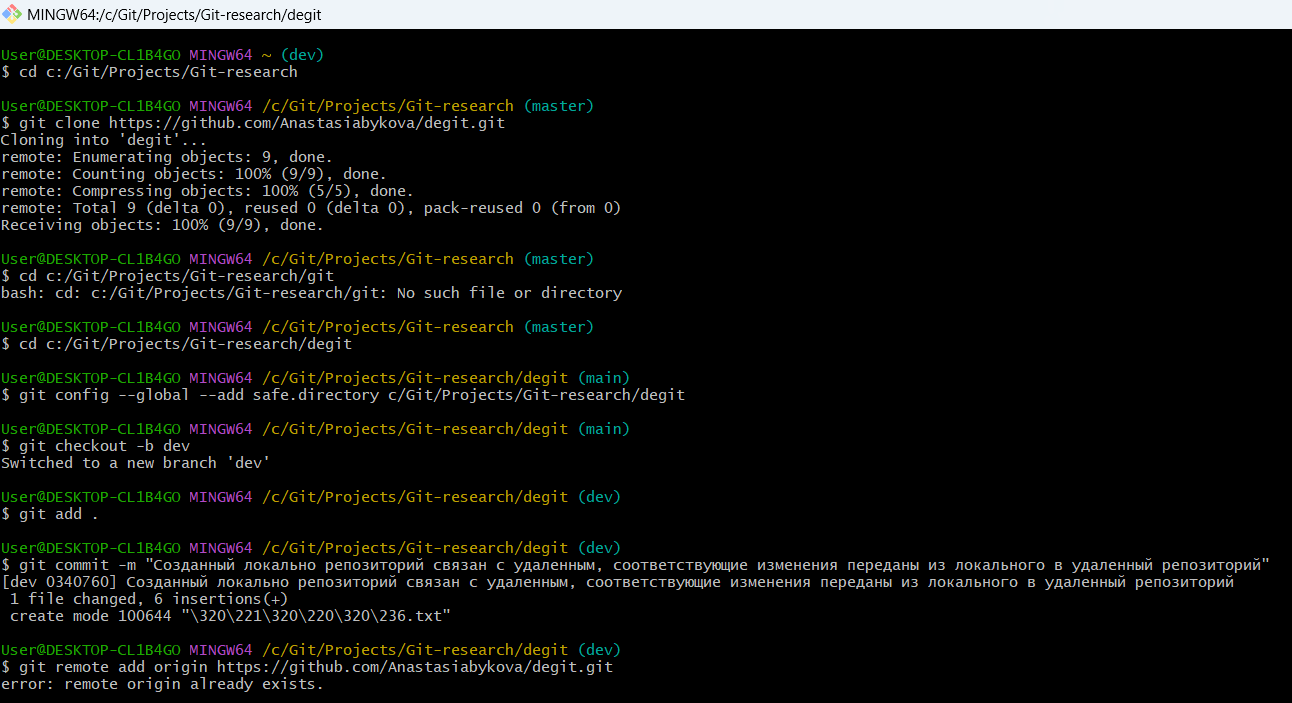 MINGW64:/c/Git/Projects/Git-research/degit
User@DESKTOP-CL1B4GO MINGW64 ~ (dev)
$ cd c:/Git/Projects/Git-research
User@DESKTOP-CL1B4GO MINGW64 /c/Git/Projects/Git-research (master)
$ git clone https://github.com/Anastasiabykova/degit.git
Cloning into 'degit'...
remote: Enumerating objects: 9, done.
remote: Counting objects: 100% (9/9), done.
remote: Compressing objects: 100% (5/5), done.
remote: Total 9 (delta 0), reused 0 (delta 0), pack-reused 0 (from 0)
Receiving objects: 100% (9/9), done.
User@DESKTOP-CL1B4GO MINGW64 /c/Git/Projects/Git-research (master)
$ cd c:/Git/Projects/Git-research/git
bash: cd: c:/Git/Projects/Git-research/git: No such file or directory
User@DESKTOP-CL1B4GO MINGW64 /c/Git/Projects/Git-research (master)
$ cd c:/Git/Projects/Git-research/degit
User@DESKTOP-CL1B4GO MINGW64 /c/Git/Projects/Git-research/degit (main)
$ git config --global --add safe.directory c/Git/Projects/Git-research/degit
User@DESKTOP-CL1B4GO MINGW64 /c/Git/Projects/Git-research/degit (main)
$ git checkout -b dev
Switched to a new branch 'dev'
User@DESKTOP-CL1B4GO MINGW64 /c/Git/Projects/Git-research/degit (dev)
$ git add .
User@DESKTOP-CL1B4GO MINGW64 /c/Git/Projects/Git-research/degit (dev)
$ git commit -m "Созданный локально репозиторий связан с удаленным, соответствующие изменения переданы из локального в удаленный репозиторий"
[dev 0340760] Созданный локально репозиторий связан с удаленным, соответствующие изменения переданы из локального в удаленный репозиторий
1 file changed, 6 insertions(+)
create mode 100644 "\320\221\320\220\320\236.txt"
User@DESKTOP-CL1B4GO MINGW64 /c/Git/Projects/Git-research/degit (dev)
$ git remote add origin https://github.com/Anastasiabykova/degit.git
error: remote origin already exists.